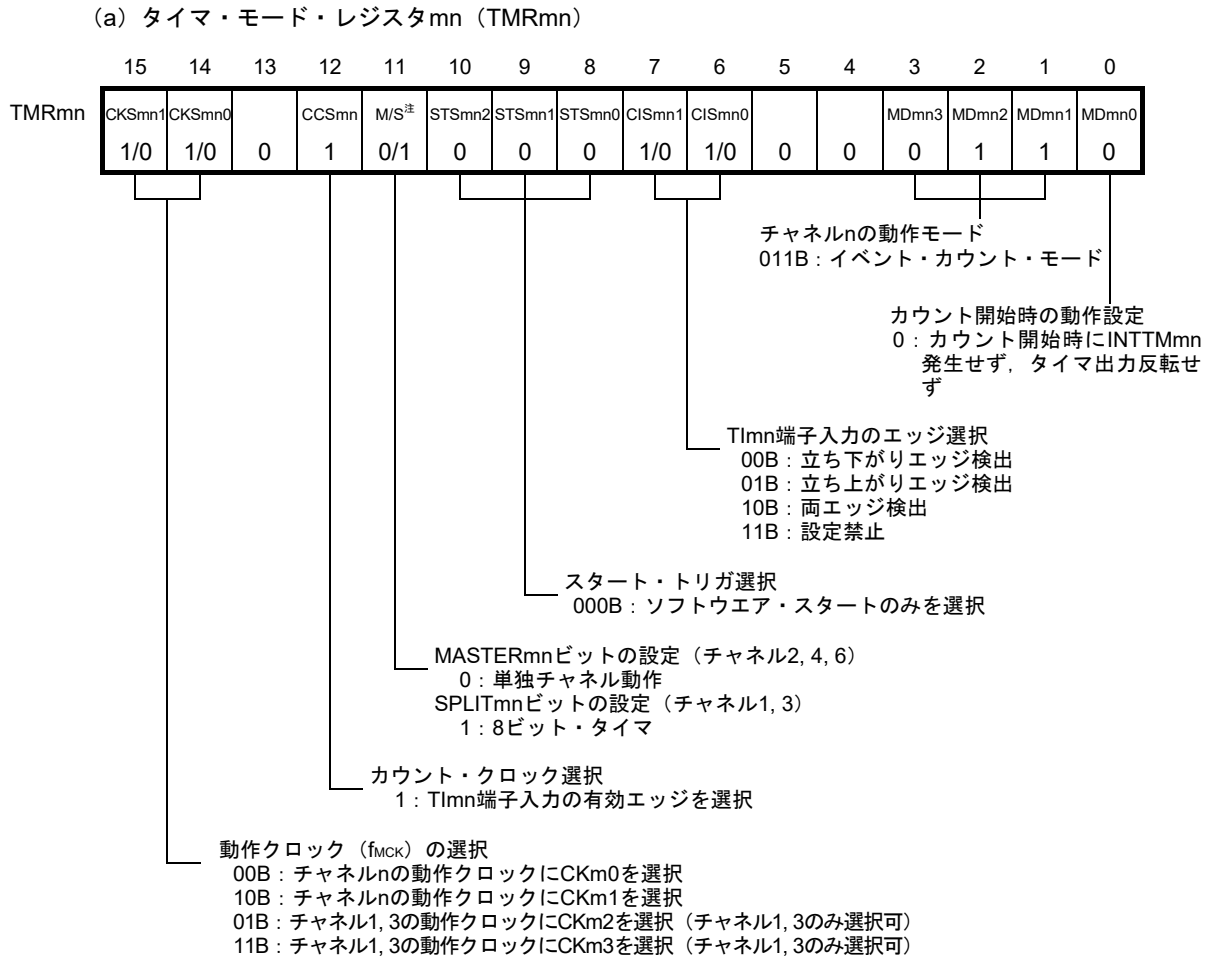 (a) タイマ・モード・レジスタmn（TMRmn）
15 14 13 12 11 10 9 8 7 6 5 4 3 2 1 0
TMRmn CKSmn1 CKSmn0 CCSmn M/S注 STSmn2 STSmn1 STSmn0 CISmn1 CISmn0 MDmn3 MDmn2 MDmn1 MDmn0
1/0 1/0 0 1 0/1 0 0 0 1/0 1/0 0 0 0 1 1 0
チャネルnの動作モード
011B：イベント・カウント・モード
カウント開始時の動作設定
0：カウント開始時にINTTMmn
発生せず，タイマ出力反転せ
ず
TImn端子入力のエッジ選択
00B：立ち下がりエッジ検出
01B：立ち上がりエッジ検出
10B：両エッジ検出
11B：設定禁止
スタート・トリガ選択
000B：ソフトウエア・スタートのみを選択
MASTERmnビットの設定（チャネル2, 4, 6）
0：単独チャネル動作
SPLITmnビットの設定（チャネル1, 3）
1：8ビット・タイマ
カウント・クロック選択
1：TImn端子入力の有効エッジを選択
動作クロック（fMCK）の選択
00B：チャネルnの動作クロックにCKm0を選択
10B：チャネルnの動作クロックにCKm1を選択
01B：チャネル1, 3の動作クロックにCKm2を選択（チャネル1, 3のみ選択可）
11B：チャネル1, 3の動作クロックにCKm3を選択（チャネル1, 3のみ選択可）